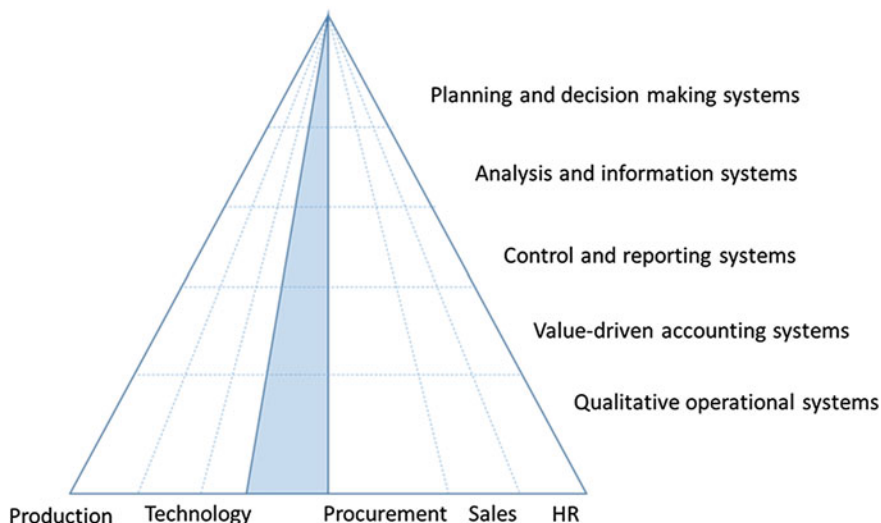 Planning and decision making systems
Analysis and information systems
Control and reporting systems
Value-driven accounting systems
Qualitative operational systems
Production Technology Procurement Sales HR